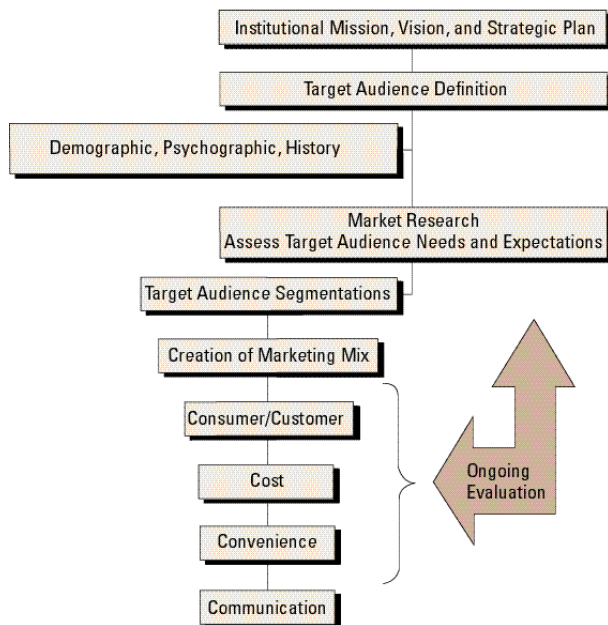 Institutional Mission, Vision, and Strategic Plan
Target Audience Definition
Demographic, Psychographic, History
Market Research
Assess Target Audience Needs and Expectations
Target Audience Segmentations
Creation of Marketing Mix
Consumer/Customer
Cost
Convenience
Communication
Ongoing
Evaluation